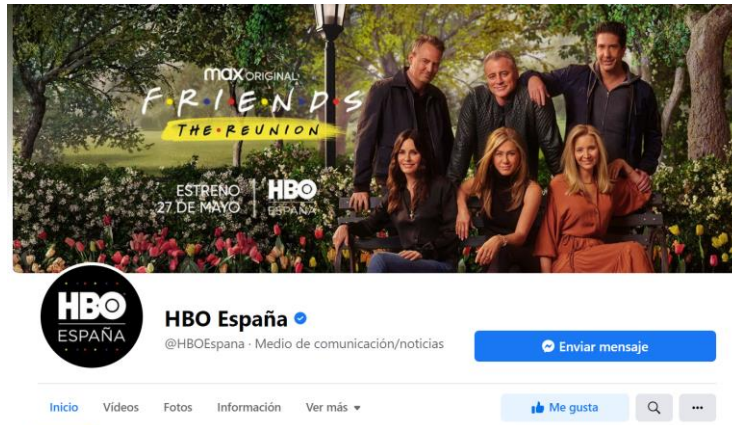 max ORIGINAL
F·R·I·E·N·D·S
THE·REUNION
ESTRENO
27 DE MAYO
HBO
ESPAÑA
HBO
ESPAÑA
HBO España
@HBOEspana · Medio de comunicación/noticias
Enviar mensaje
Inicio Vídeos Fotos Información Ver más
Me gusta